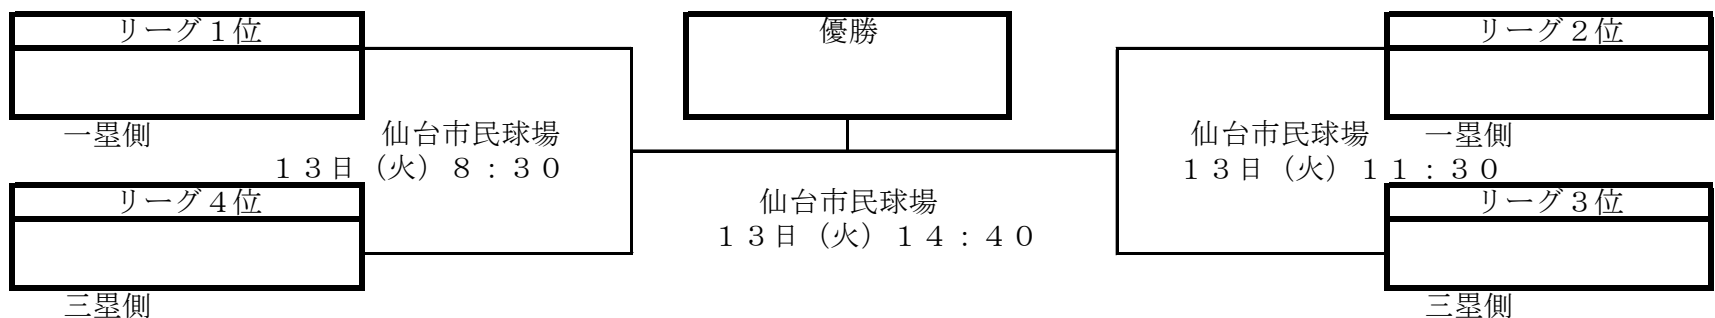 リーグ１位
優勝
リーグ２位
一塁側
仙台市民球場
１３日（火）８：３０
仙台市民球場
一塁側
１３日（火）１１：３０
リーグ４位
仙台市民球場
１３日（火）１４：４０
リーグ３位
三塁側
三塁側